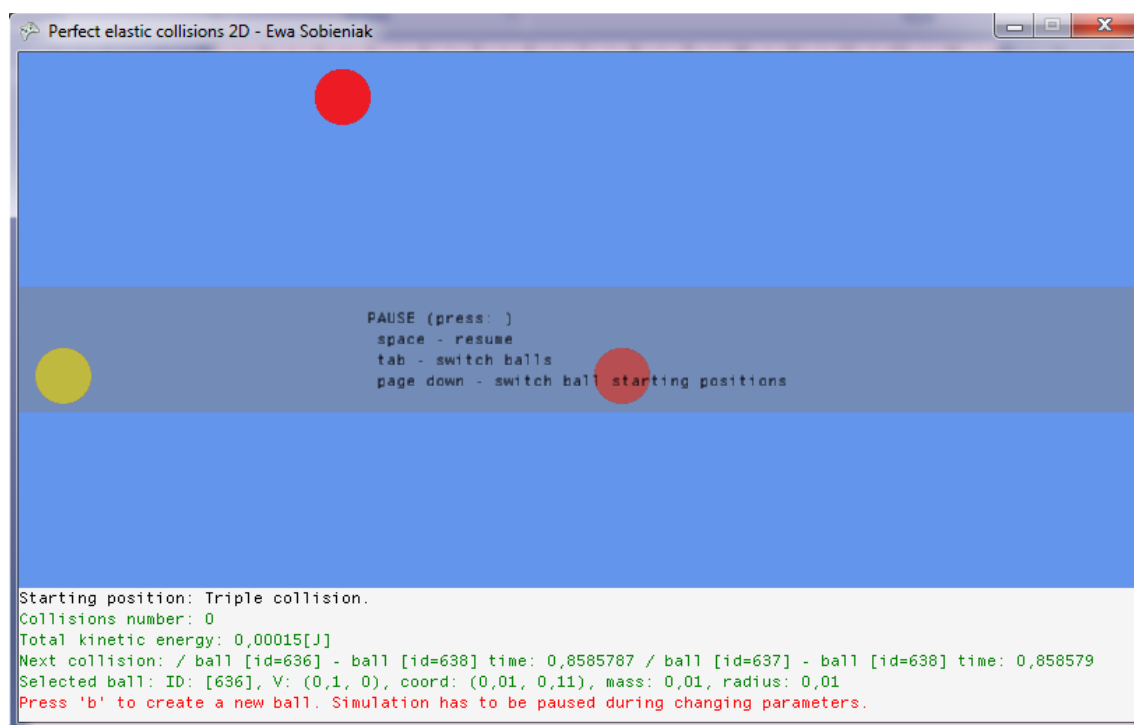 Perfect elastic collisions 2D - Ewa Sobieniak
PAUSE (press: )
space - resume
tab - switch balls
page down - switch ball starting positions
Starting position: Triple collision.
Collisions number: 0
Total kinetic energy: 0,00015[J]
Next collision: / ball [id=636] - ball [id=638] time: 0,8585787 / ball [id=637] - ball [id=638] time: 0,858579
Selected ball: ID: [636], V: (0,1, 0), coord: (0,01, 0,11), mass: 0,01, radius: 0,01
Press 'b' to create a new ball. Simulation has to be paused during changing parameters.